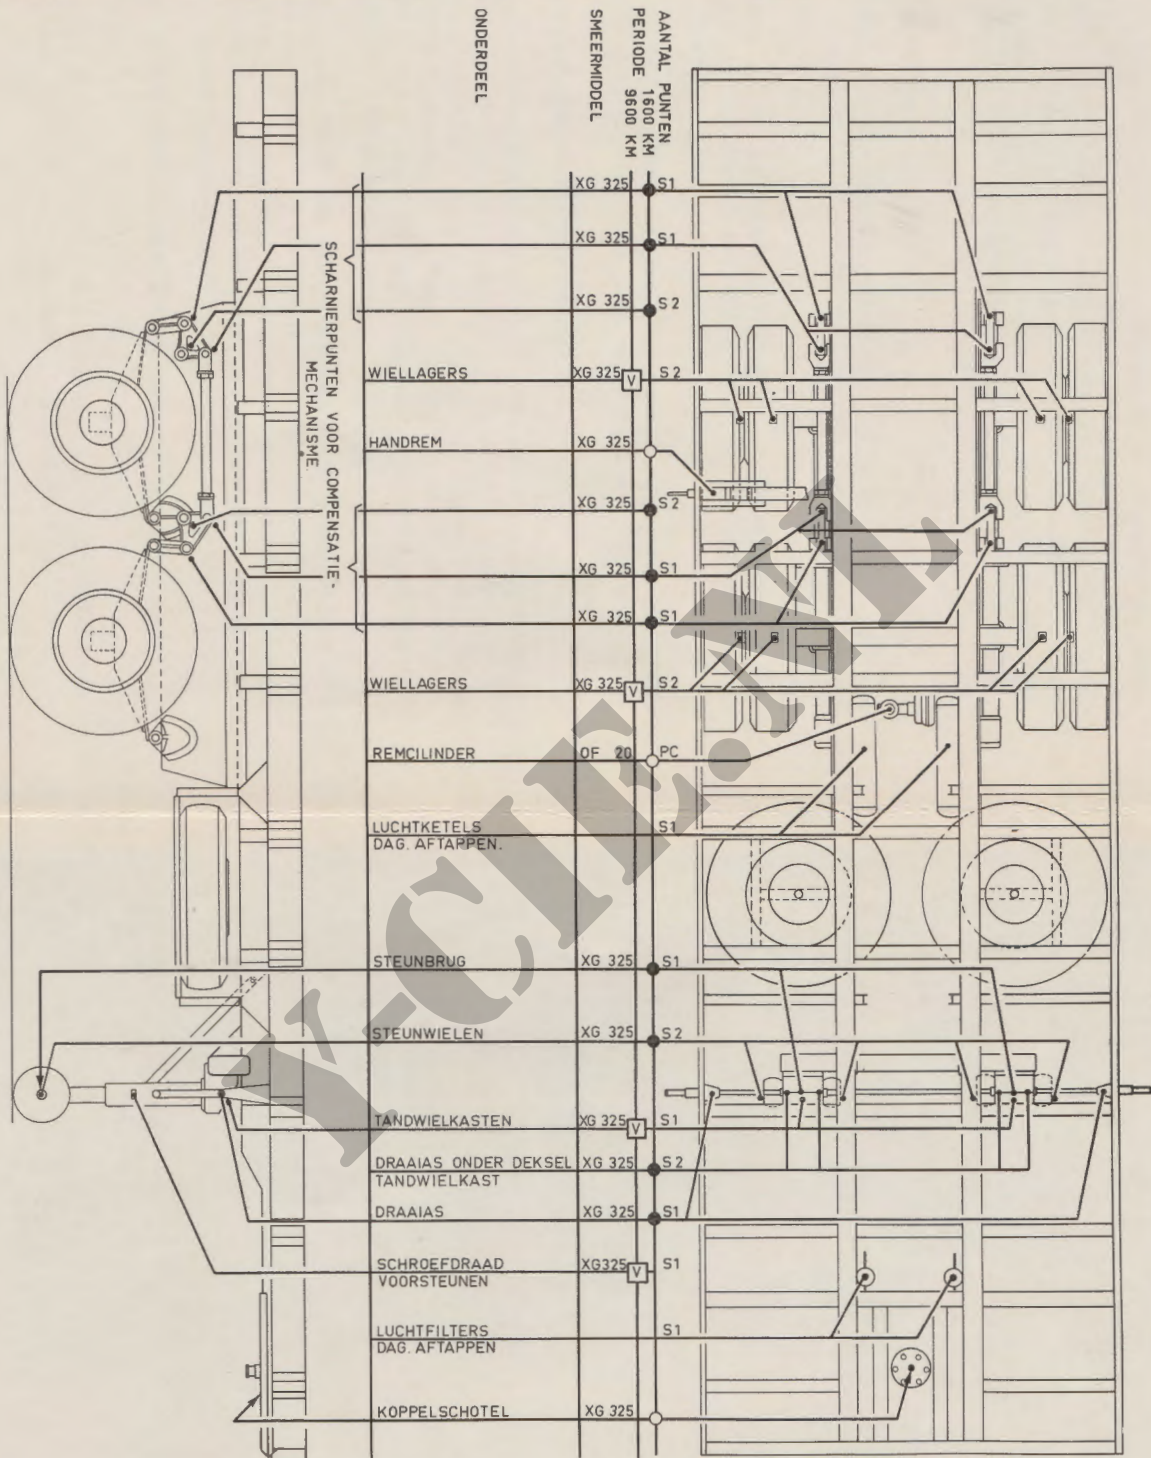 ONDERDEEL
SMEERMIDDEL
PERIODE 1600 KM
9600 KM
AANTAL PUNTEN
XG 325 S1
XG 325 S1
XG 325 S2
SCHARNIERPUNTEN VOOR COMPENSATIE-
MECHANISME
WIELLAGERS XG 325 V S2
HANDREM XG 325
XG 325 S2
XG 325 S1
XG 325 S1
WIELLAGERS XG 325 V S2
REMCILINDER OF 20 PC
LUCHTKETELS S1
DAG. AFTAPPEN.
STEUNBRUG XG 325 S1
STEUNWIELEN XG 325 S2
TANDWIELKASTEN XG 325 V S1
DRAAIAS ONDER DEKSEL XG 325 S2
TANDWIELKAST
DRAAIAS XG 325 S1
SCHROEFDRAAD XG325 V S1
VOORSTEUNEN
LUCHTFILTERS S1
DAG. AFTAPPEN
KOPPELSCHOTEL XG 325
Y-CIE.NL